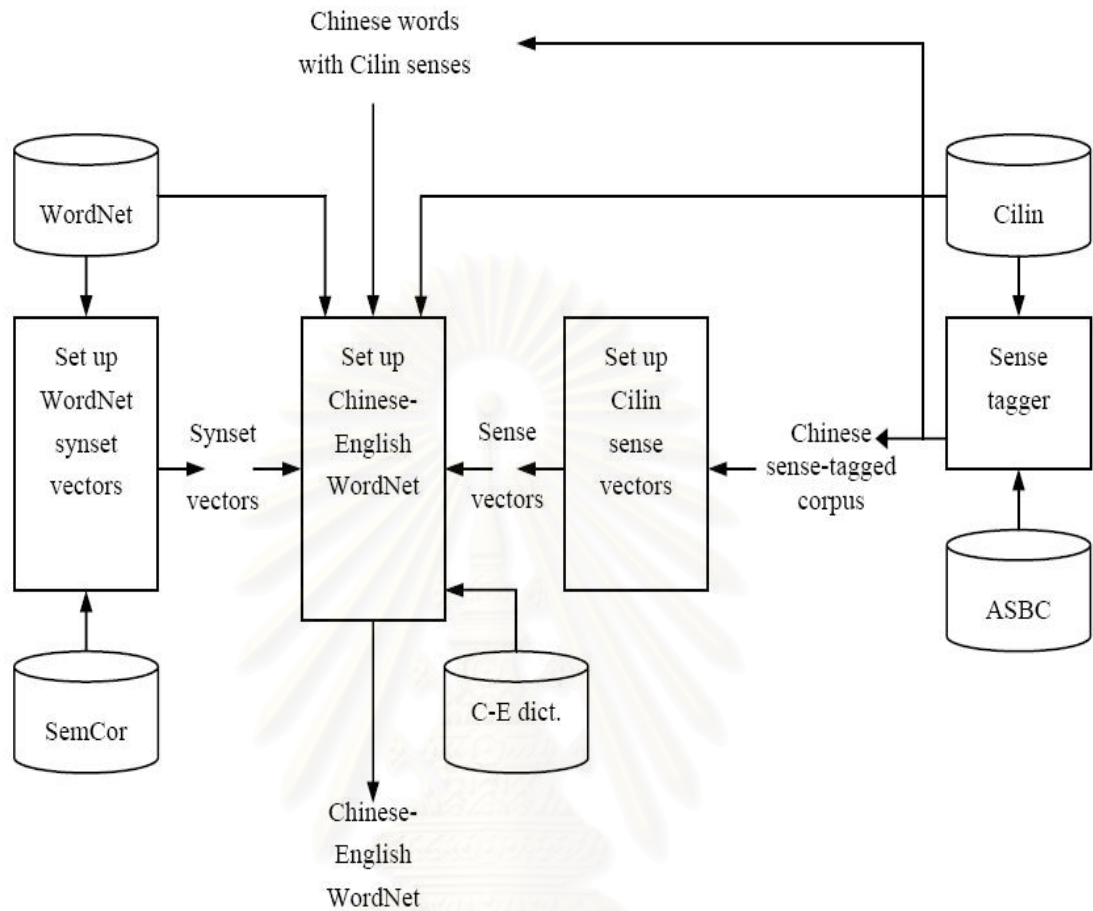 Chinese words
with Cilin senses
WordNet
Cilin
Set up
WordNet
synset
vectors
Synset
vectors
Set up
Chinese-
English
WordNet
Sense
vectors
Set up
Cilin
sense
vectors
Chinese
sense-tagged
corpus
Sense
tagger
ASBC
SemCor
C-E dict.
Chinese-
English
WordNet